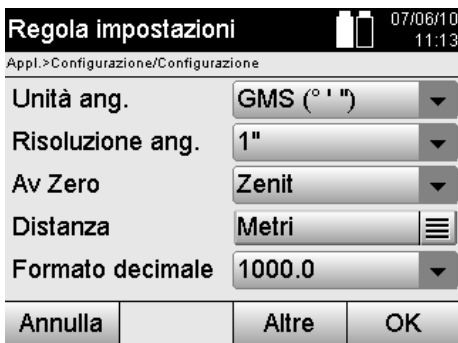 Regola impostazioni 07/06/10
11:13
Appl.>Configurazione/Configurazione
Unità ang. GMS (° ' ")
Risoluzione ang. 1"
Av Zero Zenit
Distanza Metri
Formato decimale 1000.0
Annulla Altre OK